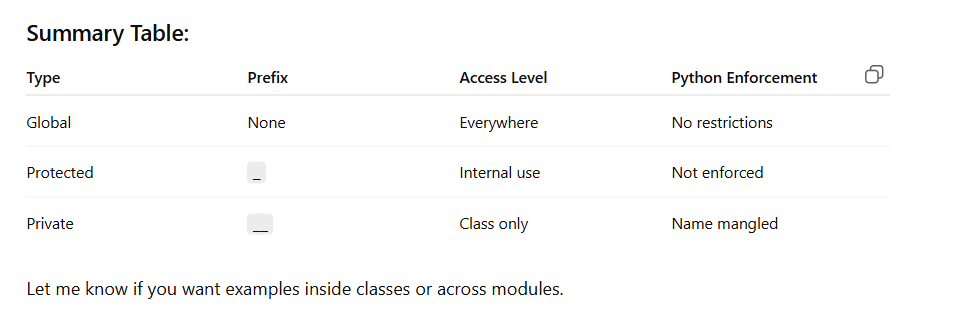 Summary Table:
Type Prefix Access Level Python Enforcement
Global None Everywhere No restrictions
Protected _ Internal use Not enforced
Private __ Class only Name mangled
Let me know if you want examples inside classes or across modules.